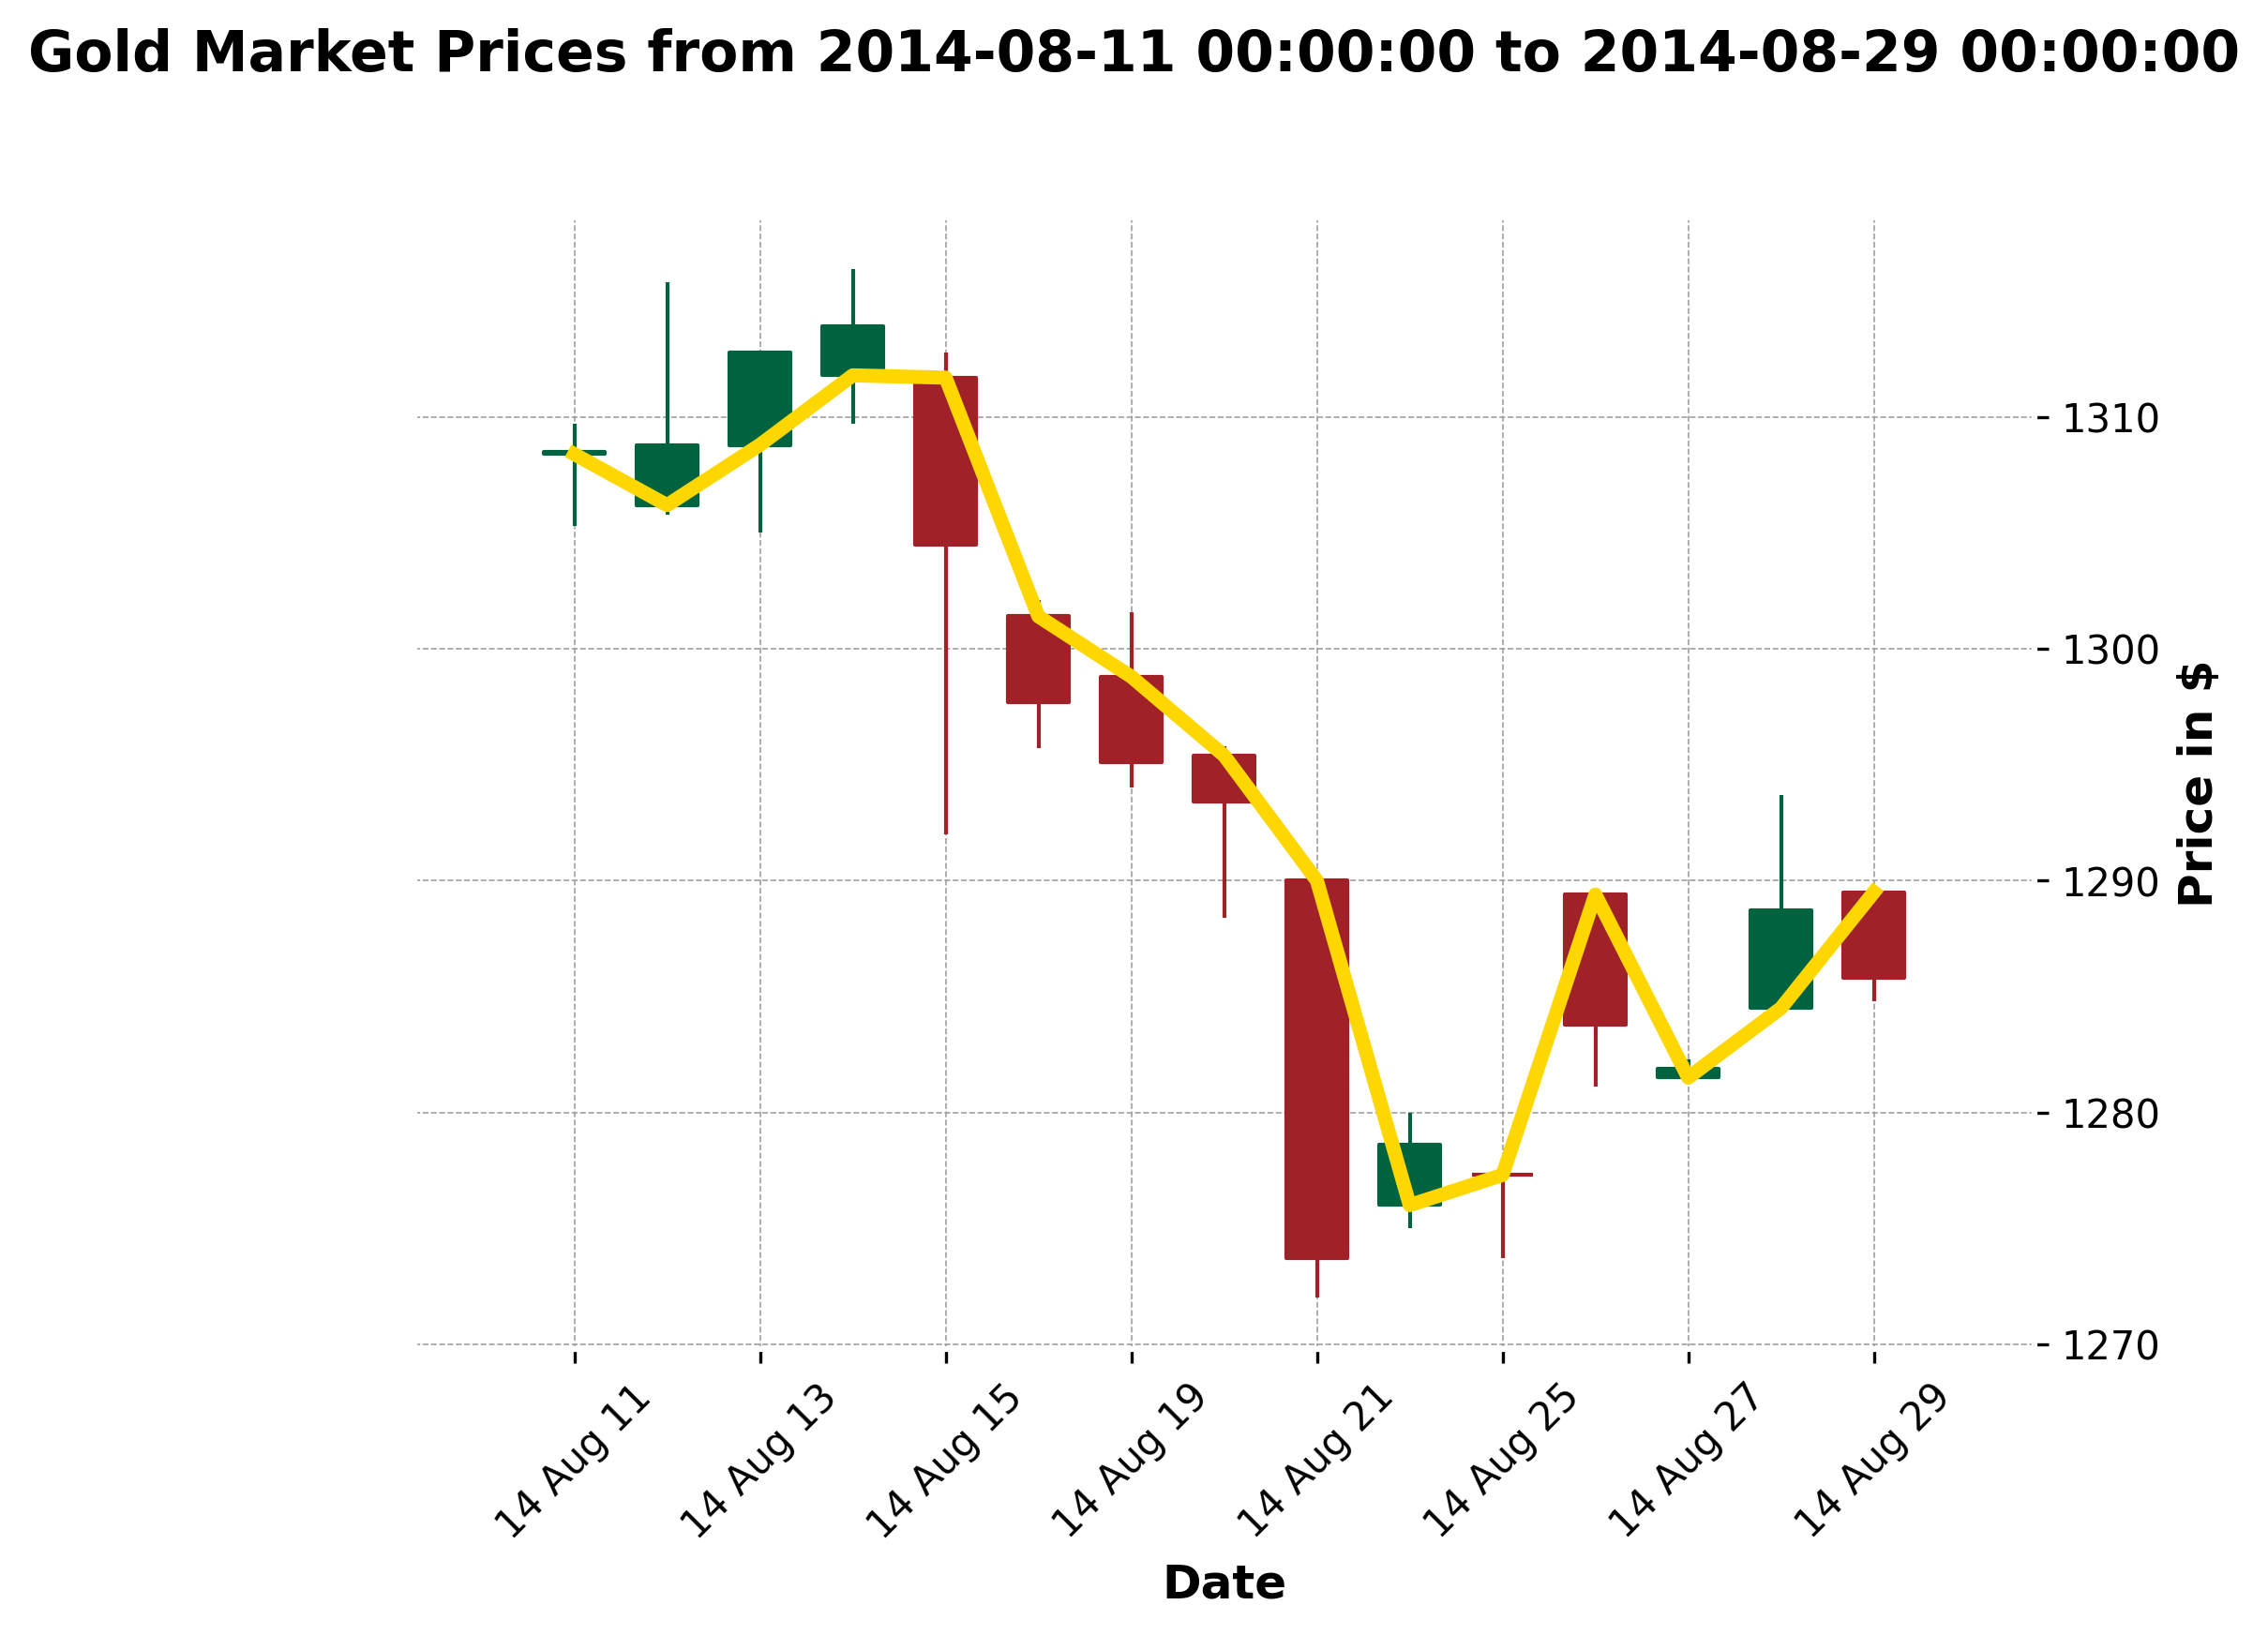 Gold Market Prices from 2014-08-11 00:00:00 to 2014-08-29 00:00:00
1310
1300
1290
1280
1270
Price in $
14 Aug 11
14 Aug 13
14 Aug 15
14 Aug 19
14 Aug 21
14 Aug 25
14 Aug 27
14 Aug 29
Date